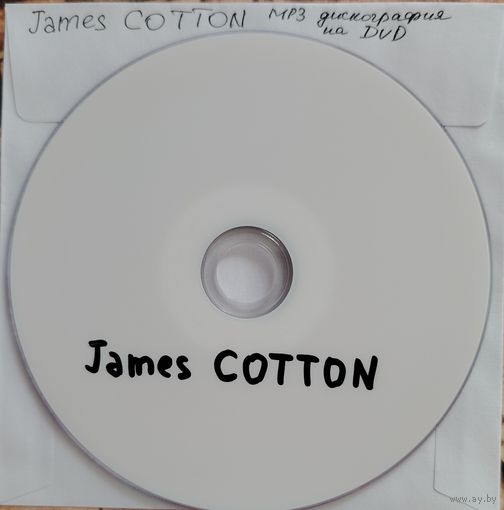 James COTTON MP3 дискография
на DVD
James COTTON
www.ay.by